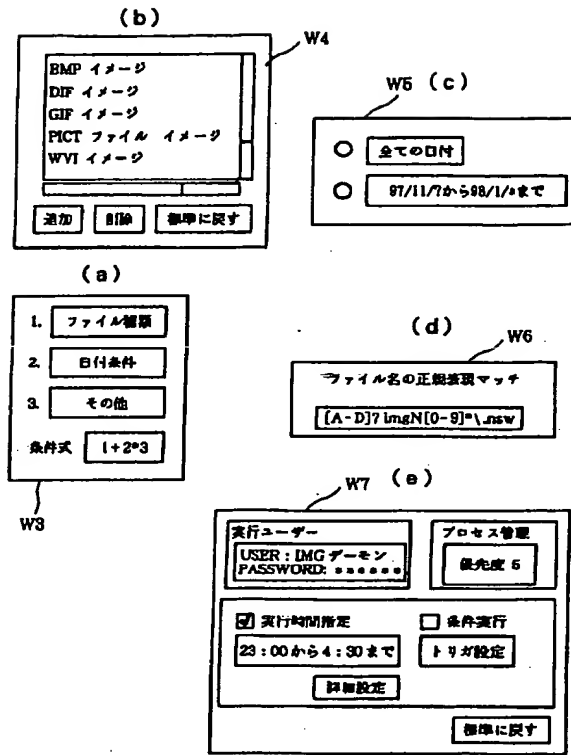 (b)
W4
BMP イメージ
DIF イメージ
GIF イメージ
PICT ファイル イメージ
WVI イメージ
追加
削除
標準に戻す
W5
(c)
全ての日付
97/11/7から98/1/*まで
(a)
1. ファイル種類
2. 日付条件
3. その他
条件式 1+2*3
W3
(d)
W6
ファイル名の正規表現マッチ
[A-D]?imgN[0-9]*\.nsw
W7
(e)
実行ユーザー
USER : IMG デーモン
PASSWORD: ******
プロセス管理
優先度 5
実行時間指定
条件実行
23:00から4:30まで
トリガ設定
詳細設定
標準に戻す